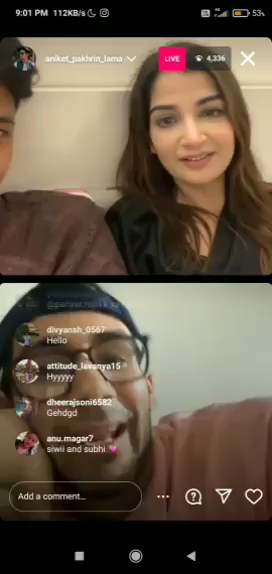 9:01 PM 112KB/s
53%
aniket_pakhrin_lama
LIVE
4,336
divyansh_0567
Hello
attitude_lavanya15
Hyyyyy
dheerajsoni6582
Gehdgd
anu.magar7
siwii and subhi 💗
Add a comment...